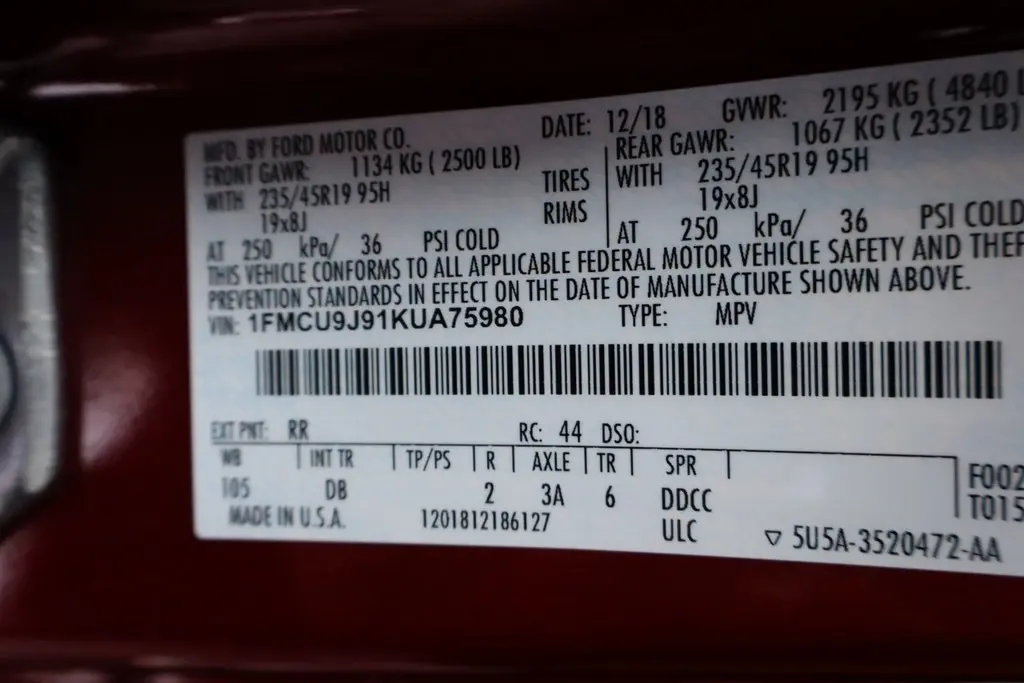 MFD. BY FORD MOTOR CO. DATE: 12/18 GVWR: 2195 KG ( 4840 L
FRONT GAWR: 1134 KG ( 2500 LB) REAR GAWR: 1067 KG ( 2352 LB)
WITH 235/45R19 95H TIRES WITH 235/45R19 95H
19x8J RIMS 19x8J
AT 250 kPa/ 36 PSI COLD AT 250 kPa/ 36 PSI COLD
THIS VEHICLE CONFORMS TO ALL APPLICABLE FEDERAL MOTOR VEHICLE SAFETY AND THEF
PREVENTION STANDARDS IN EFFECT ON THE DATE OF MANUFACTURE SHOWN ABOVE.
VIN: 1FMCU9J91KUA75980 TYPE: MPV
EXT PNT: RR RC: 44 DSO:
WB INT TR TP/PS R AXLE TR SPR F002
105 DB 2 3A 6 DDCC T015
MADE IN U.S.A. 1201812186127 ULC ▽ 5U5A-3520472-AA